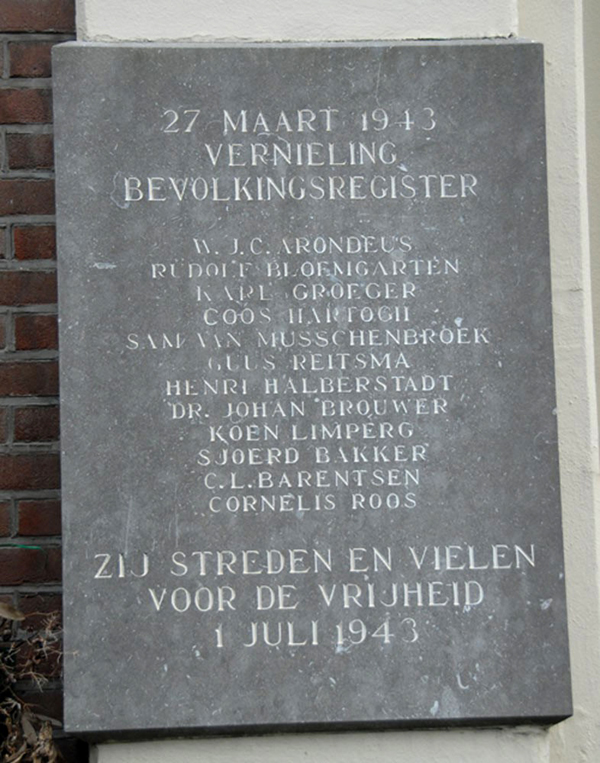 27 MAART 1943
VERNIELING
BEVOLKINGSREGISTER
W. J. C. ARONDEUS
RUDOLF BLOEMGARTEN
KARL GROEGER
COOS HARTOGH
SAM VAN MUSSCHENBROEK
GUUS REITSMA
HENRI HALBERSTADT
DR. JOHAN BROUWER
KOEN LIMPERG
SJOERD BAKKER
C. L. BARENTSEN
CORNELIS ROOS
ZIJ STREDEN EN VIELEN
VOOR DE VRIJHEID
1 JULI 1943